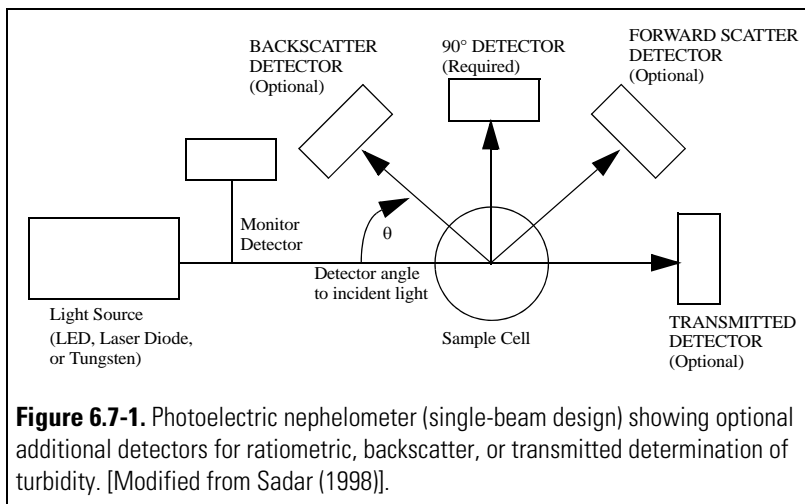 BACKSCATTER
DETECTOR
(Optional)
90° DETECTOR
(Required)
FORWARD SCATTER
DETECTOR
(Optional)
Monitor
Detector
θ
Detector angle
to incident light
Light Source
(LED, Laser Diode,
or Tungsten)
Sample Cell
TRANSMITTED
DETECTOR
(Optional)
Figure 6.7-1. Photoelectric nephelometer (single-beam design) showing optional
additional detectors for ratiometric, backscatter, or transmitted determination of
turbidity. [Modified from Sadar (1998)].